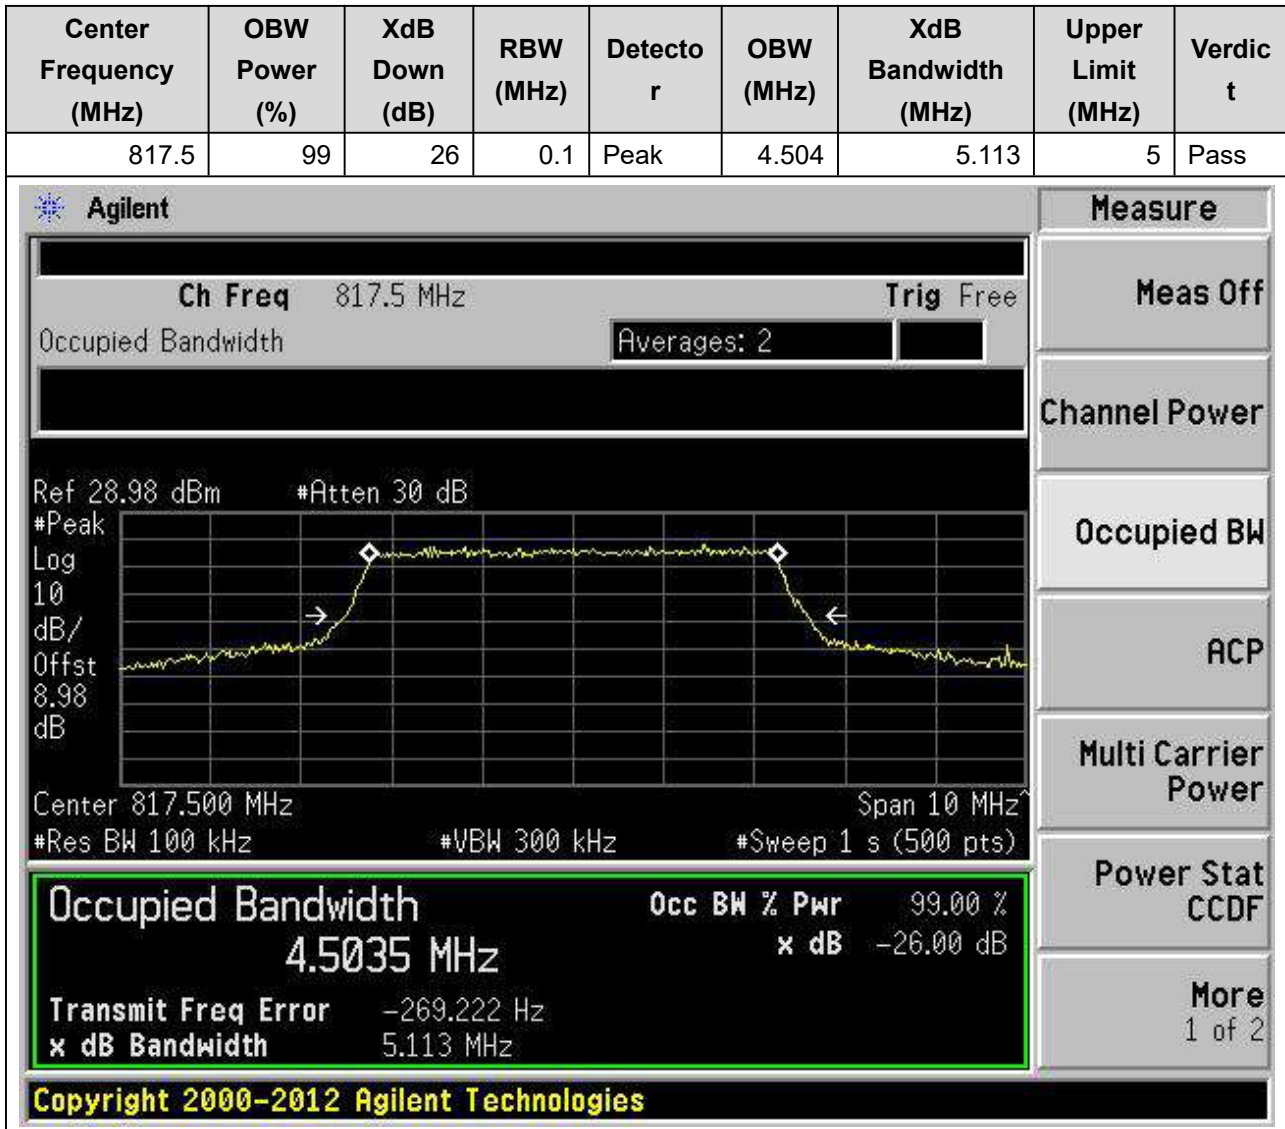 Center Frequency (MHz) OBW Power (%) XdB Down (dB) RBW (MHz) Detecto r OBW (MHz) XdB Bandwidth (MHz) Upper Limit (MHz) Verdic t
817.5 99 26 0.1 Peak 4.504 5.113 5 Pass
Agilent
Measure
Ch Freq 817.5 MHz Trig Free
Occupied Bandwidth Averages: 2
Ref 28.98 dBm #Atten 30 dB
#Peak
Log
10
dB/
Offst
8.98
dB
Center 817.500 MHz Span 10 MHz^
#Res BW 100 kHz #VBW 300 kHz #Sweep 1 s (500 pts)
Occupied Bandwidth Occ BW % Pwr 99.00 %
4.5035 MHz x dB -26.00 dB
Transmit Freq Error -269.222 Hz
x dB Bandwidth 5.113 MHz
Copyright 2000-2012 Agilent Technologies
Meas Off
Channel Power
Occupied BW
ACP
Multi Carrier
Power
Power Stat
CCDF
More
1 of 2